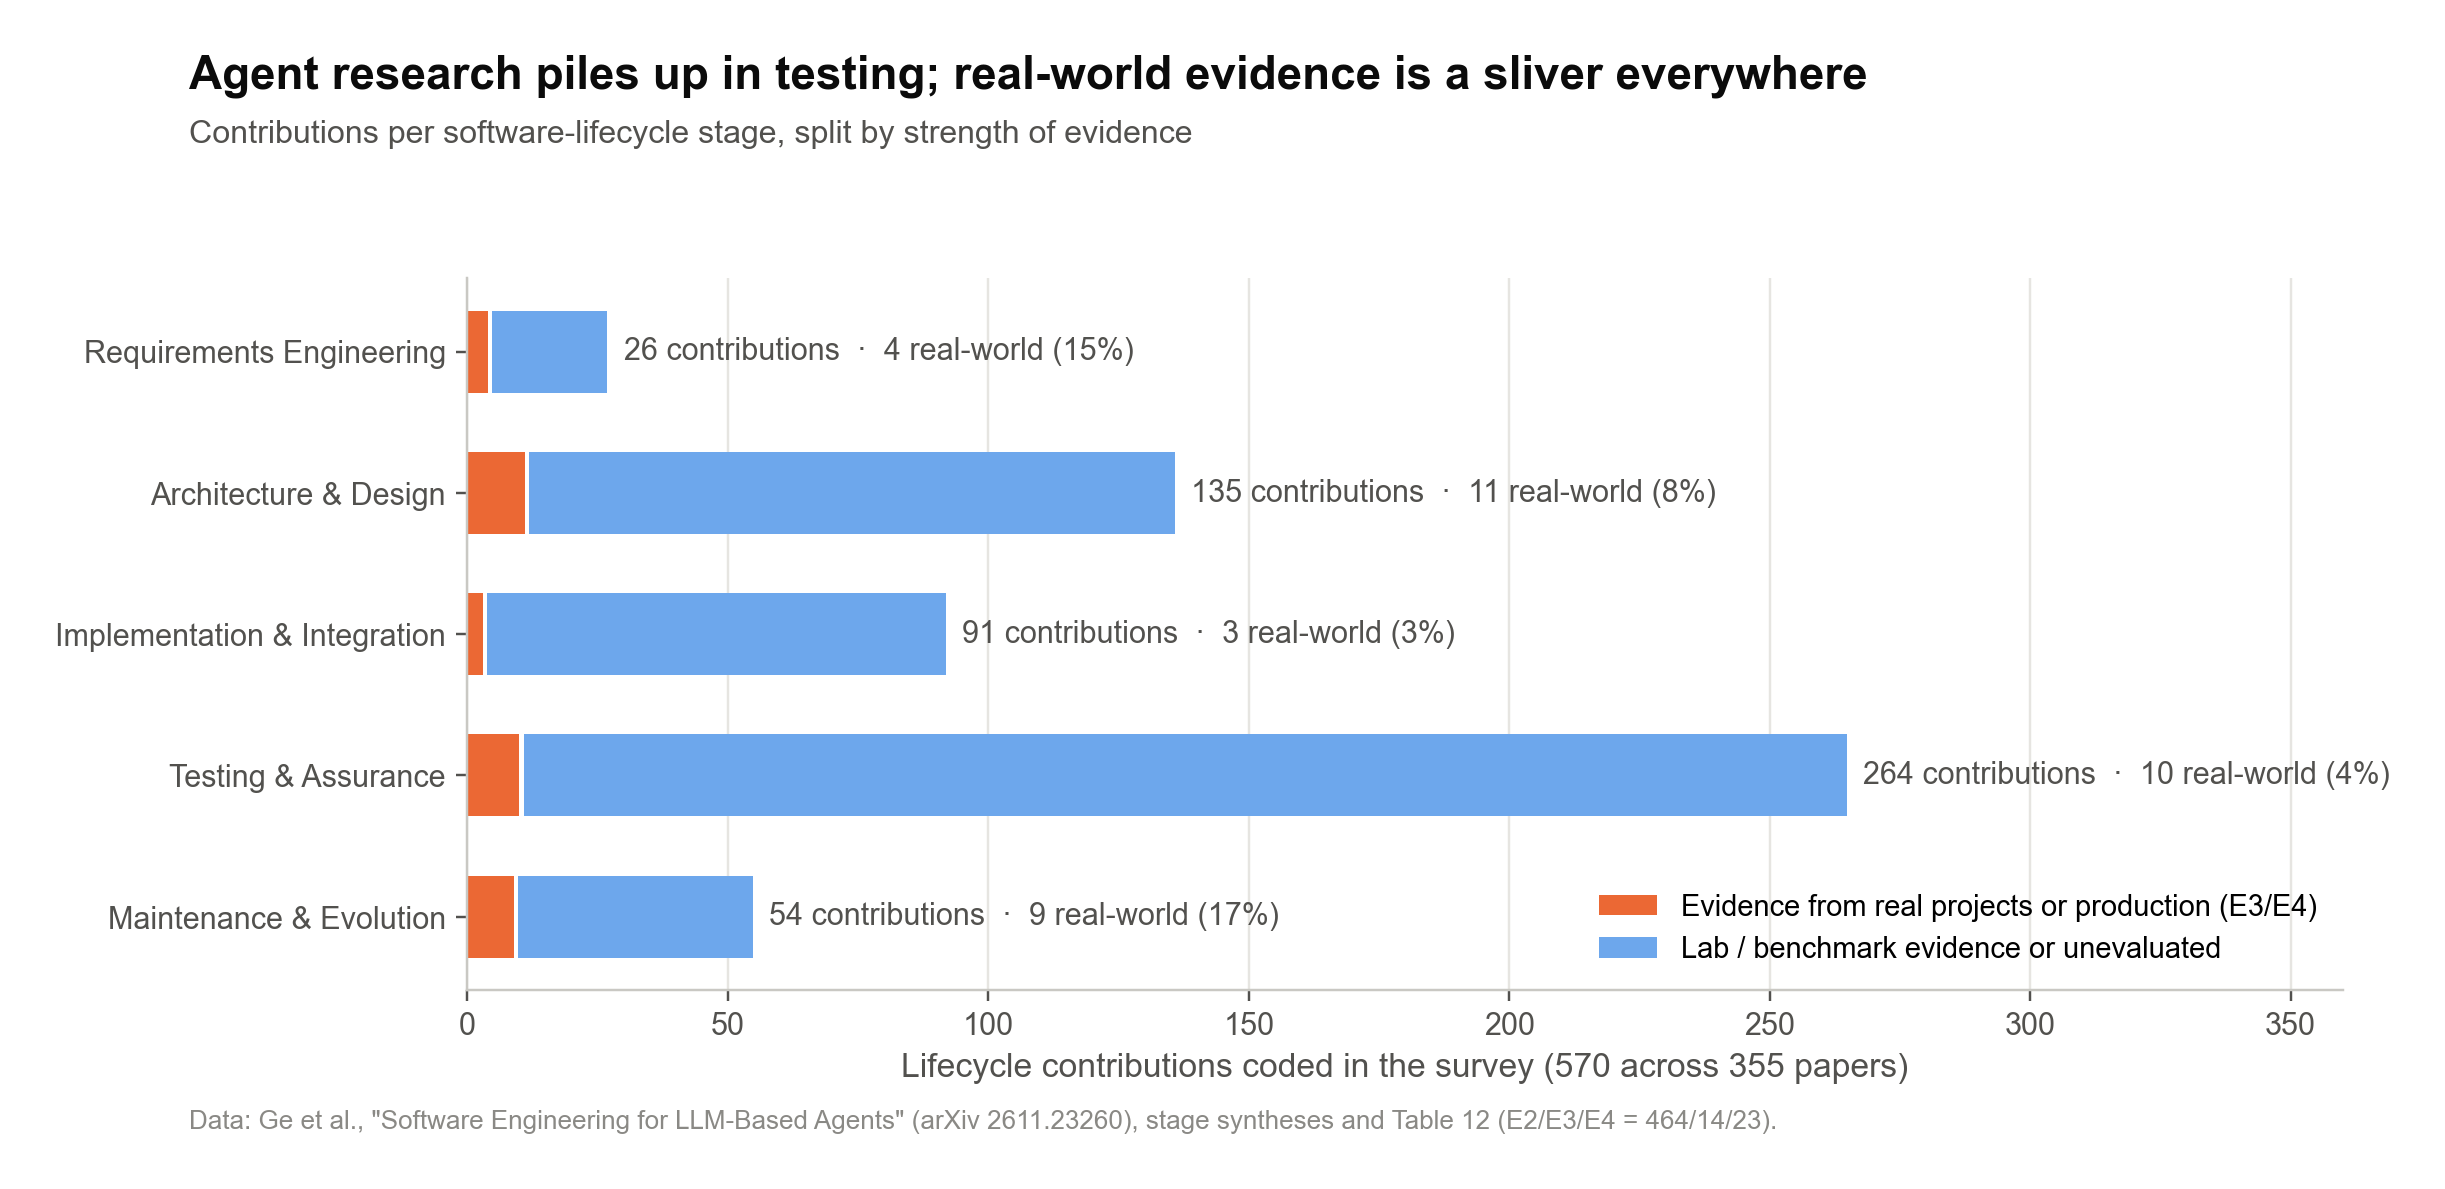 Agent research piles up in testing; real-world evidence is a sliver everywhere
Contributions per software-lifecycle stage, split by strength of evidence
Requirements Engineering
26 contributions · 4 real-world (15%)
Architecture & Design
135 contributions · 11 real-world (8%)
Implementation & Integration
91 contributions · 3 real-world (3%)
Testing & Assurance
264 contributions · 10 real-world (4%)
Maintenance & Evolution
54 contributions · 9 real-world (17%)
Evidence from real projects or production (E3/E4)
Lab / benchmark evidence or unevaluated
0 50 100 150 200 250 300 350
Lifecycle contributions coded in the survey (570 across 355 papers)
Data: Ge et al., "Software Engineering for LLM-Based Agents" (arXiv 2611.23260), stage syntheses and Table 12 (E2/E3/E4 = 464/14/23).